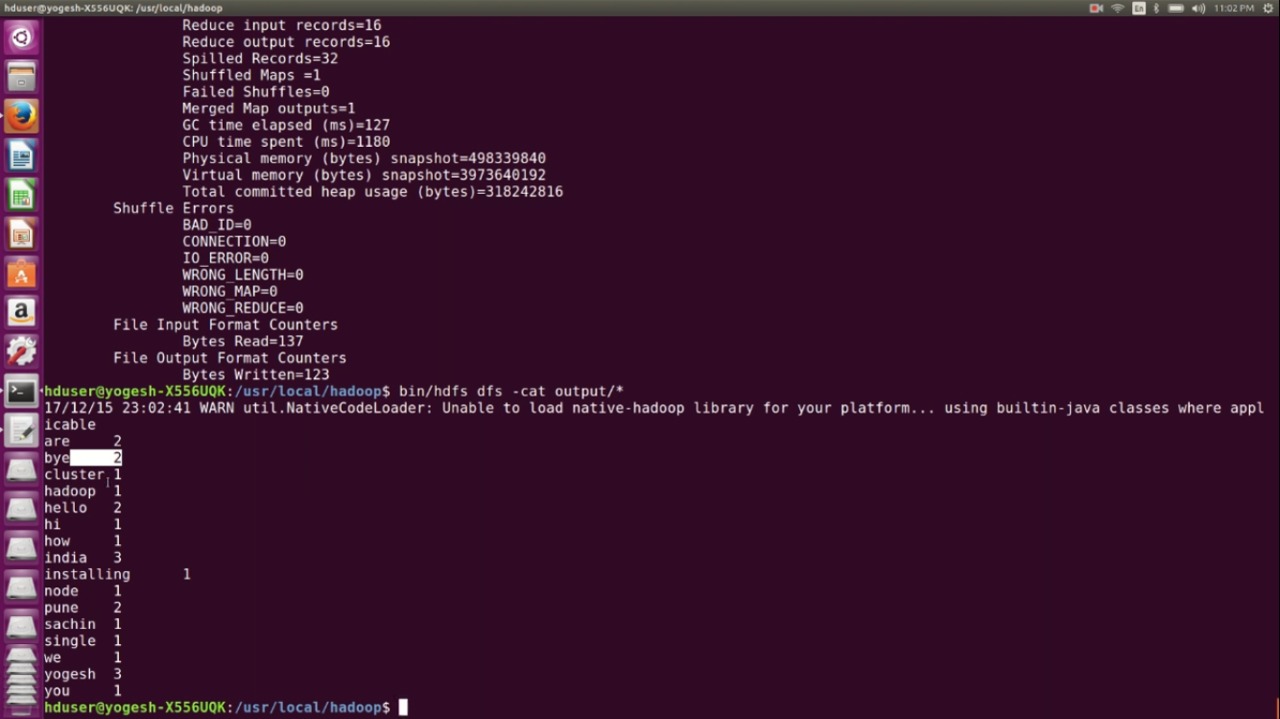 hduser@yogesh-X556UQK: /usr/local/hadoop
En
11:02 PM
Reduce input records=16
Reduce output records=16
Spilled Records=32
Shuffled Maps =1
Failed Shuffles=0
Merged Map outputs=1
GC time elapsed (ms)=127
CPU time spent (ms)=1180
Physical memory (bytes) snapshot=498339840
Virtual memory (bytes) snapshot=3973640192
Total committed heap usage (bytes)=318242816
Shuffle Errors
BAD_ID=0
CONNECTION=0
IO_ERROR=0
WRONG_LENGTH=0
WRONG_MAP=0
WRONG_REDUCE=0
File Input Format Counters
Bytes Read=137
File Output Format Counters
Bytes Written=123
hduser@yogesh-X556UQK:/usr/local/hadoop$ bin/hdfs dfs -cat output/*
17/12/15 23:02:41 WARN util.NativeCodeLoader: Unable to load native-hadoop library for your platform... using builtin-java classes where appl
icable
are 2
bye 2
cluster 1
hadoop 1
hello 2
hi 1
how 1
india 3
installing 1
node 1
pune 2
sachin 1
single 1
we 1
yogesh 3
you 1
hduser@yogesh-X556UQK:/usr/local/hadoop$